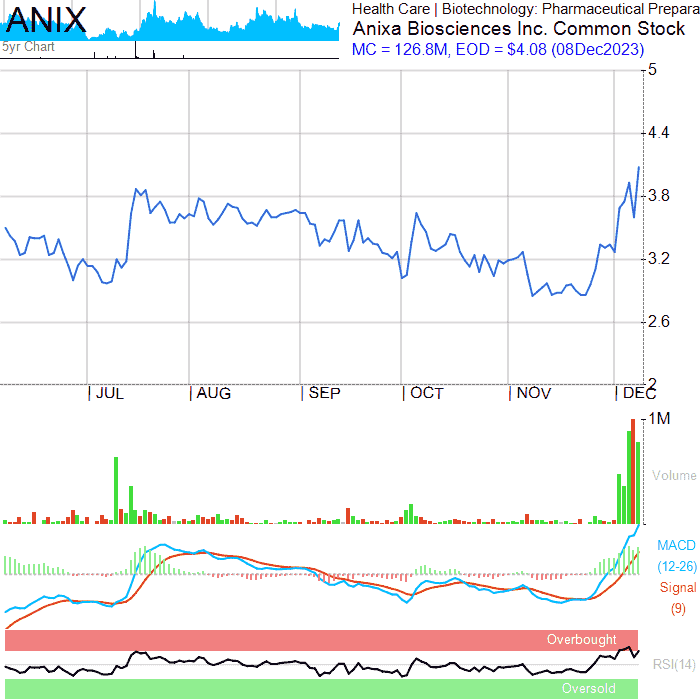 ANIX
5yr Chart
Health Care | Biotechnology: Pharmaceutical Prepara
Anixa Biosciences Inc. Common Stock
MC = 126.8M, EOD = $4.08 (08Dec2023)
5
4.4
3.8
3.2
2.6
2
JUL AUG SEP OCT NOV DEC
1M
Volume
MACD
(12-26)
Signal
(9)
Overbought
RSI(14)
Oversold